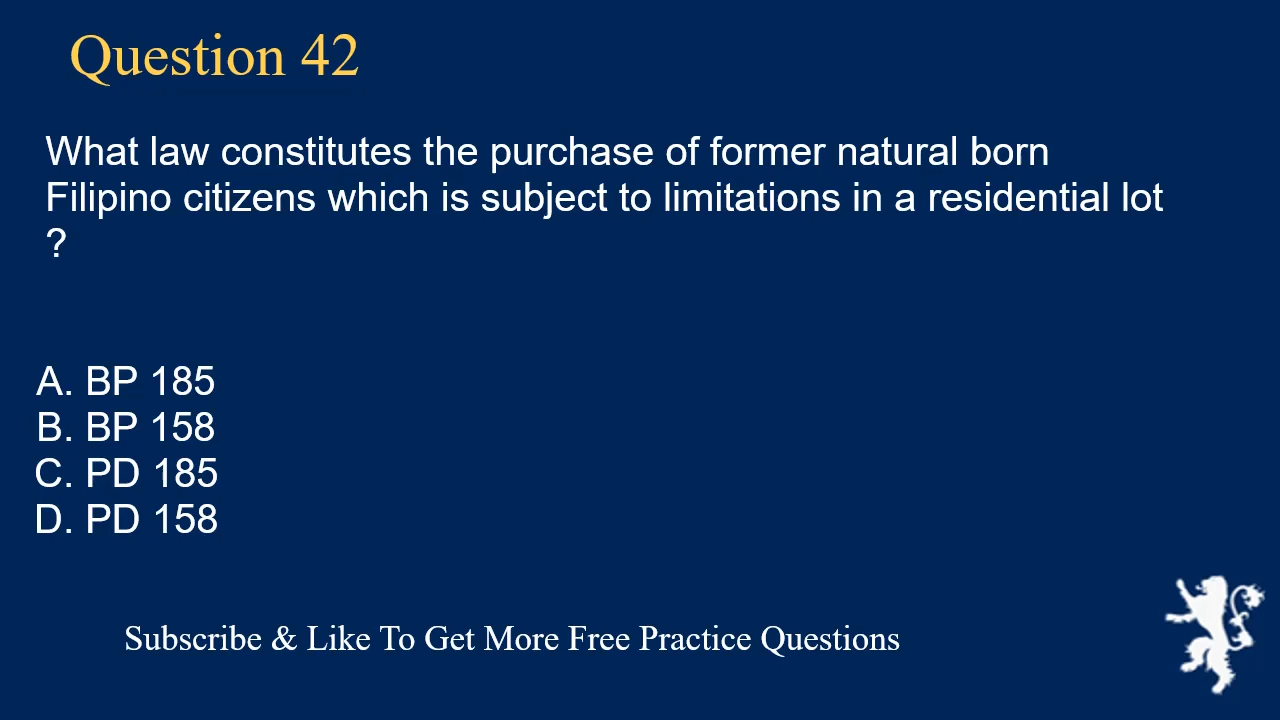 Question 42
What law constitutes the purchase of former natural born
Filipino citizens which is subject to limitations in a residential lot
?
A. BP 185
B. BP 158
C. PD 185
D. PD 158
Subscribe & Like To Get More Free Practice Questions